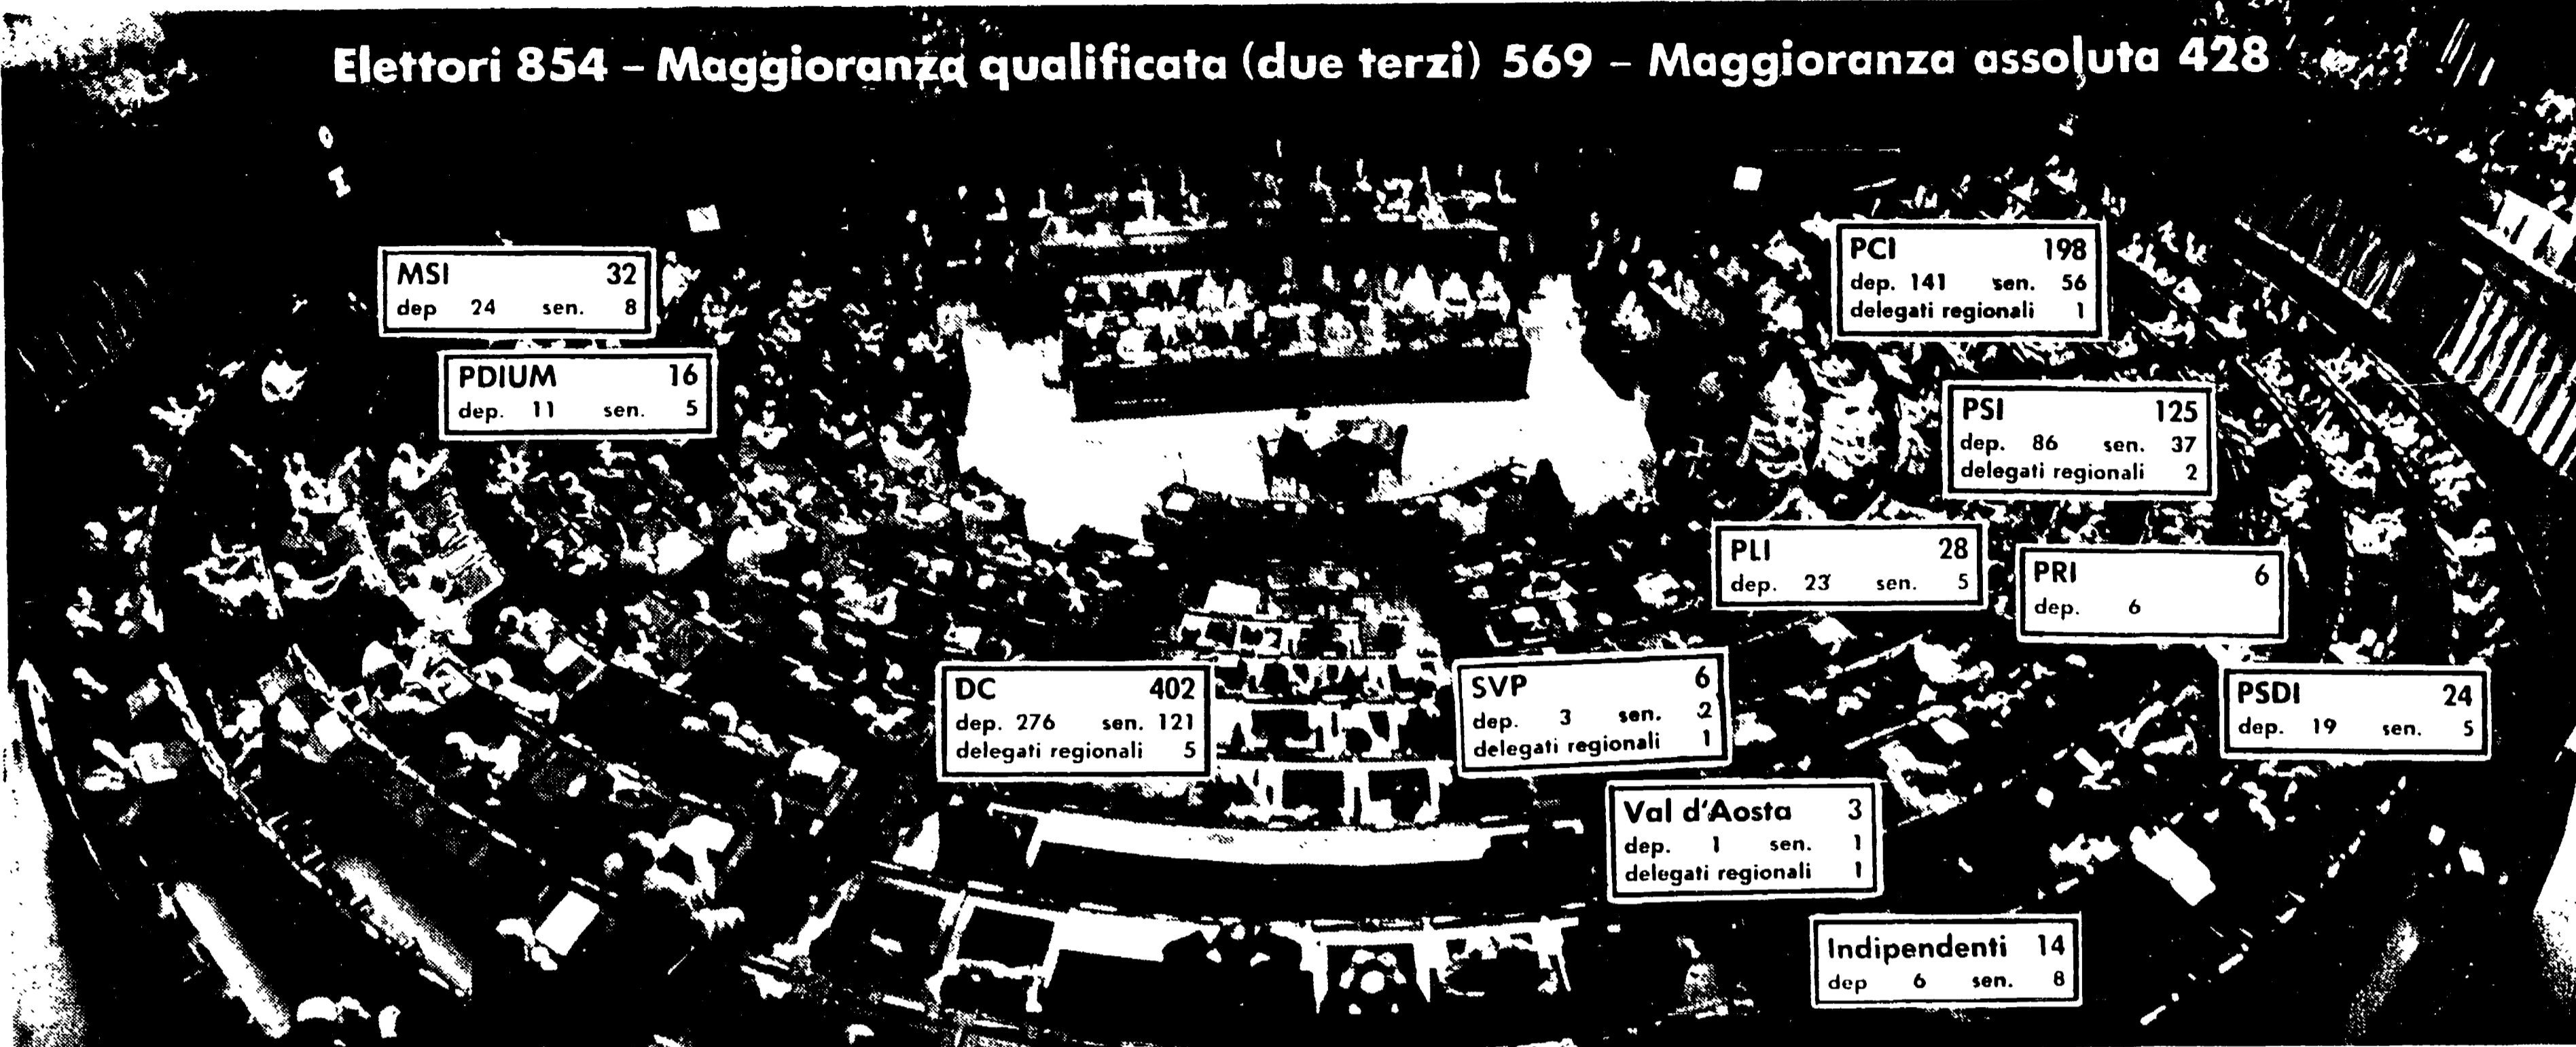 Elettori 854 – Maggioranza qualificata (due terzi) 569 – Maggioranza assoluta 428
MSI 32
dep 24 sen. 8
PDIUM 16
dep. 11 sen. 5
PCI 198
dep. 141 sen. 56
delegati regionali 1
PSI 125
dep. 86 sen. 37
delegati regionali 2
PLI 28
dep. 23 sen. 5
PRI 6
dep. 6
DC 402
dep. 276 sen. 121
delegati regionali 5
SVP 6
dep. 3 sen. 2
delegati regionali 1
PSDI 24
dep. 19 sen. 5
Val d'Aosta 3
dep. 1 sen. 1
delegati regionali 1
Indipendenti 14
dep 6 sen. 8